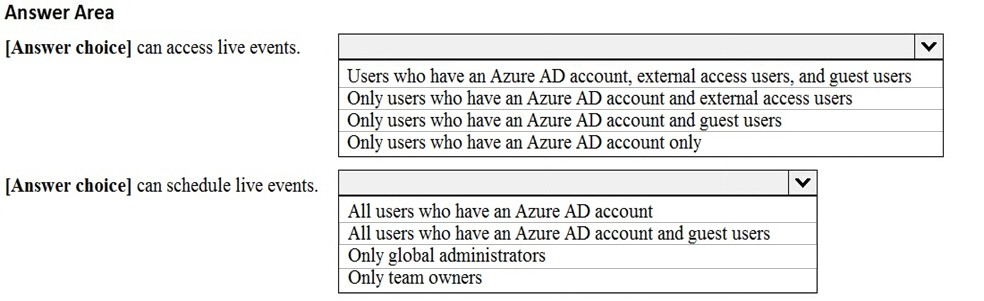 Answer Area
[Answer choice] can access live events.
Users who have an Azure AD account, external access users, and guest users
Only users who have an Azure AD account and external access users
Only users who have an Azure AD account and guest users
Only users who have an Azure AD account only
[Answer choice] can schedule live events.
All users who have an Azure AD account
All users who have an Azure AD account and guest users
Only global administrators
Only team owners